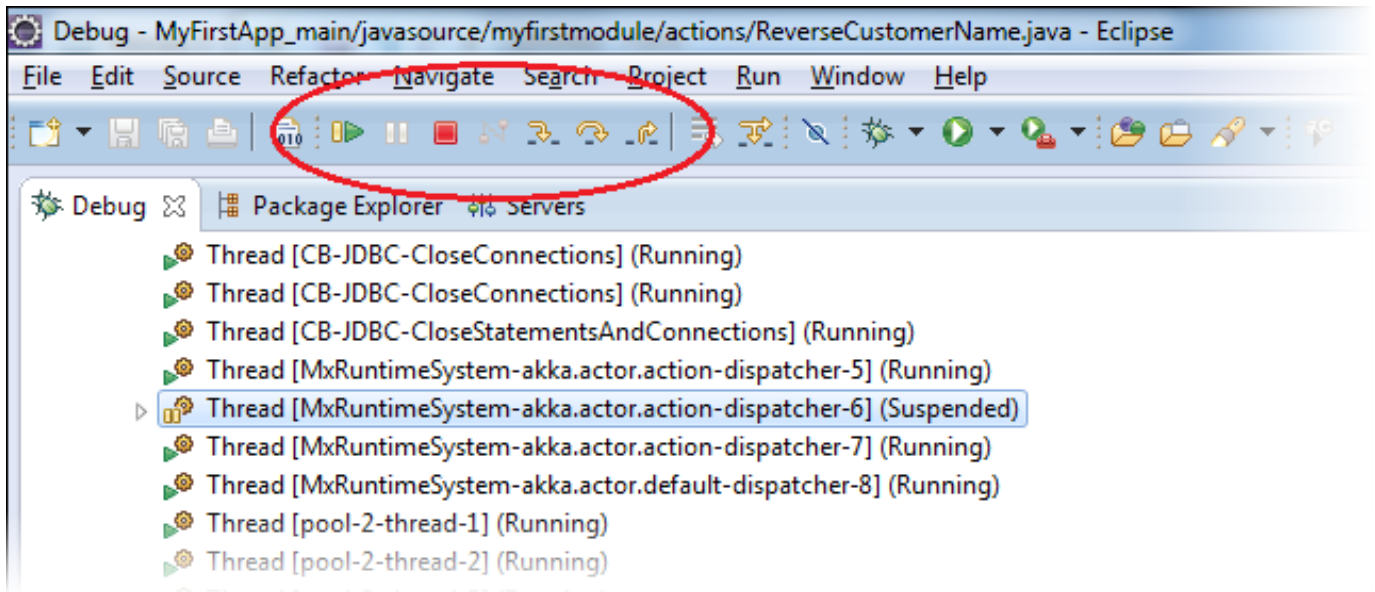 Debug - MyFirstApp_main/javasource/myfirstmodule/actions/ReverseCustomerName.java - Eclipse
File Edit Source Refactor Navigate Search Project Run Window Help
010
Debug Package Explorer Servers
Thread [CB-JDBC-CloseConnections] (Running)
Thread [CB-JDBC-CloseConnections] (Running)
Thread [CB-JDBC-CloseStatementsAndConnections] (Running)
Thread [MxRuntimeSystem-akka.actor.action-dispatcher-5] (Running)
Thread [MxRuntimeSystem-akka.actor.action-dispatcher-6] (Suspended)
Thread [MxRuntimeSystem-akka.actor.action-dispatcher-7] (Running)
Thread [MxRuntimeSystem-akka.actor.default-dispatcher-8] (Running)
Thread [pool-2-thread-1] (Running)
Thread [pool-2-thread-2] (Running)